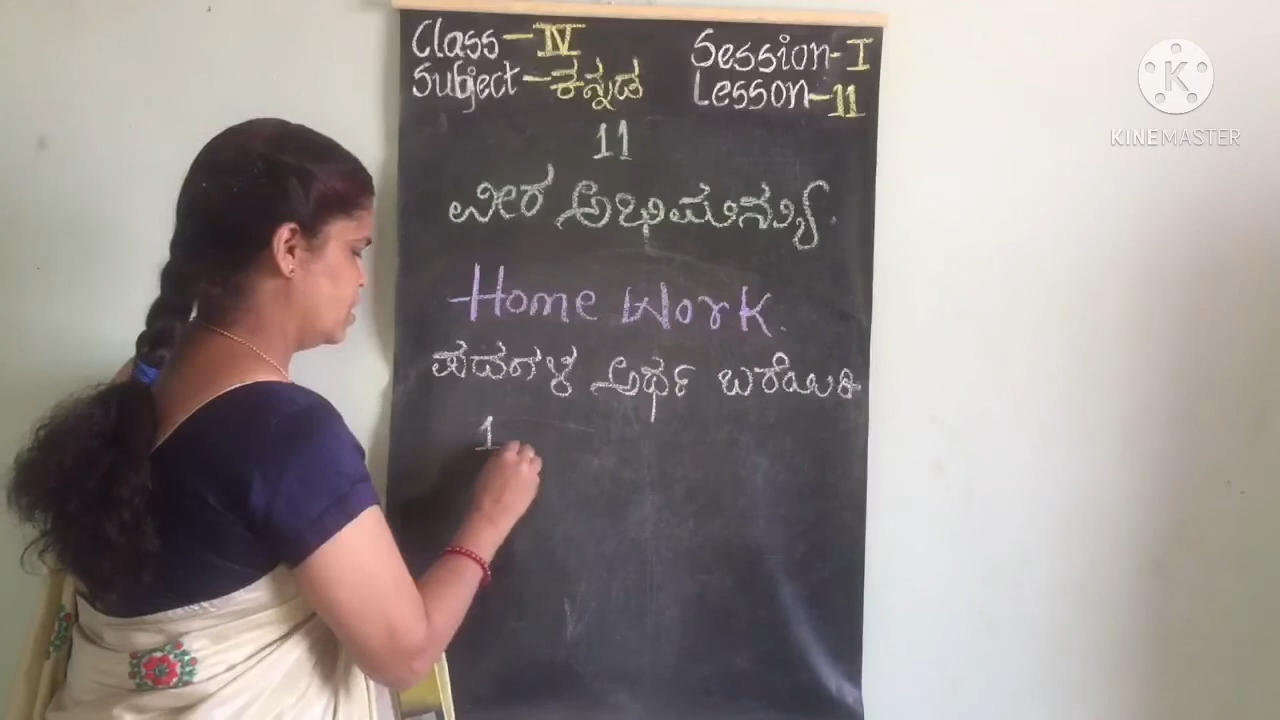 Class - IV Session - I
Subject - ಕನ್ನಡ Lesson - 11
11
ವೀರ ಅಭಿಮನ್ಯು.
Home Work.
ಪದಗಳ ಅರ್ಥ ಬರೆಯಿರಿ
1
KINEMASTER